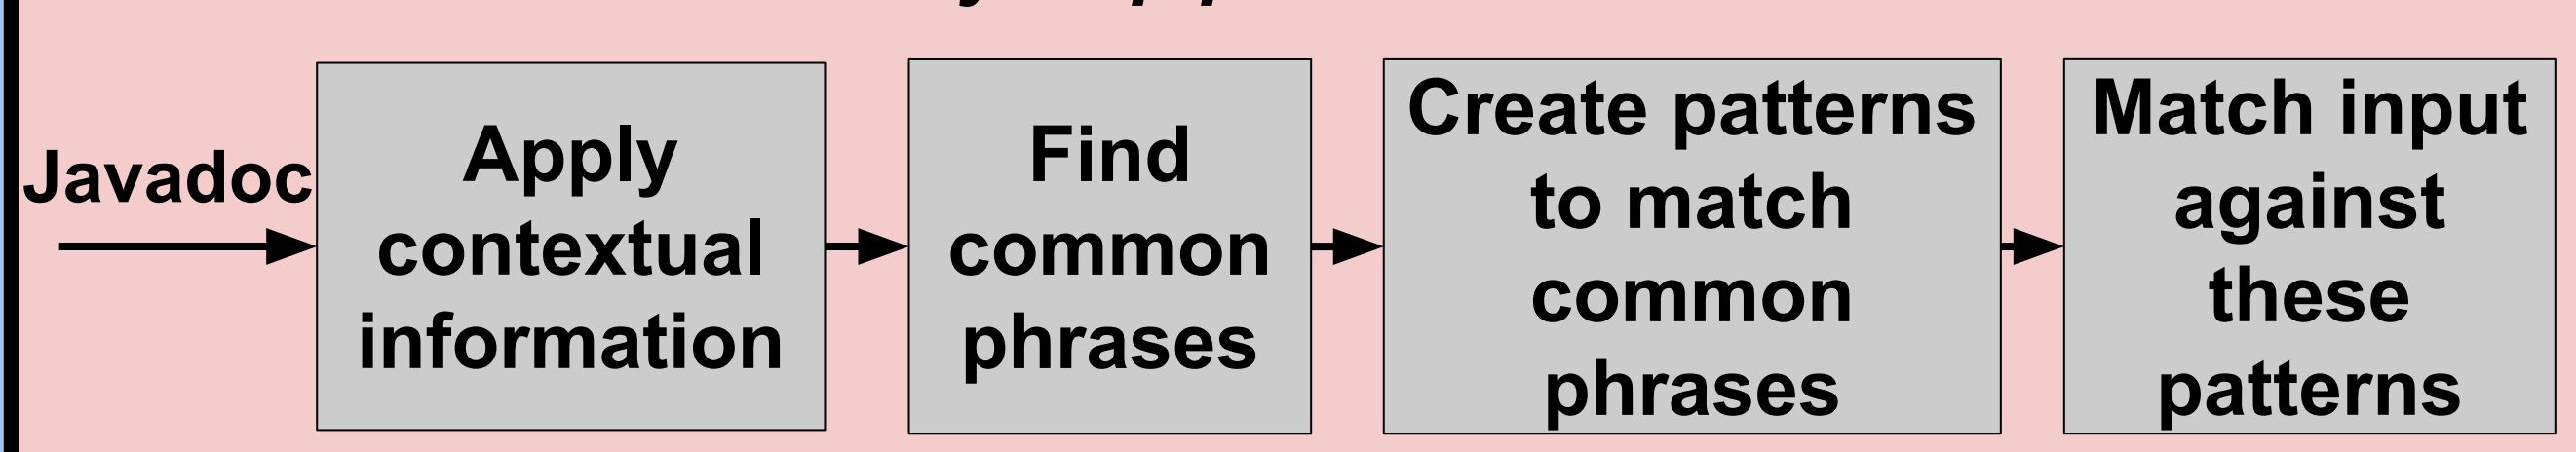 Javadoc
Apply
contextual
information
Find
common
phrases
Create patterns
to match
common
phrases
Match input
against
these
patterns